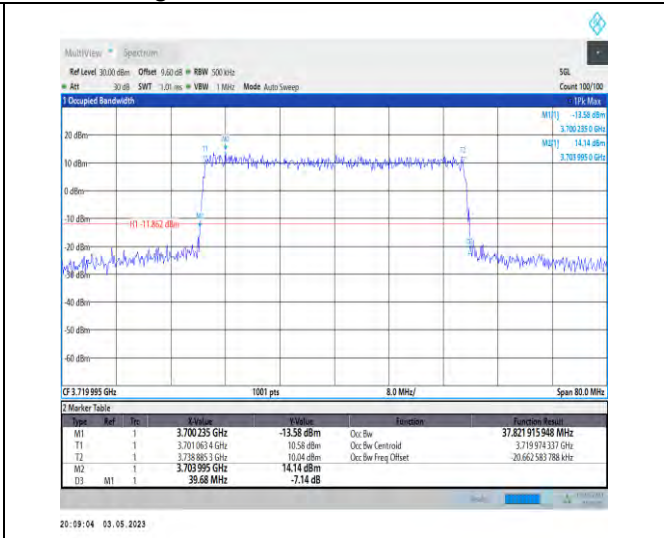 MultiView Spectrum
Ref Level 30.00 dBm Offset 9.60 dB RBW 500 kHz SGL
Att 30 dB SWT 1.01 ms VBW 1 MHz Mode Auto Sweep Count 100/100
1 Occupied Bandwidth 1Pk Max
M1[1] -13.58 dBm
3.700 235 0 GHz
20 dBm M2[1] 14.14 dBm
3.703 995 0 GHz
M2
T1 T2
10 dBm
0 dBm
-10 dBm
M1
H1 -11.862 dBm
-20 dBm
D3
-30 dBm
-40 dBm
-50 dBm
-60 dBm
CF 3.719 995 GHz 1001 pts 8.0 MHz/ Span 80.0 MHz
2 Marker Table
Type Ref Trc X-Value Y-Value Function Function Result
M1 1 3.700 235 GHz -13.58 dBm Occ Bw 37.821 915 948 MHz
T1 1 3.701 063 4 GHz 10.58 dBm Occ Bw Centroid 3.719 974 337 GHz
T2 1 3.738 885 3 GHz 10.04 dBm Occ Bw Freq Offset -20.662 583 788 kHz
M2 1 3.703 995 GHz 14.14 dBm
D3 M1 1 39.68 MHz -7.14 dB
20:09:04 03.05.2023